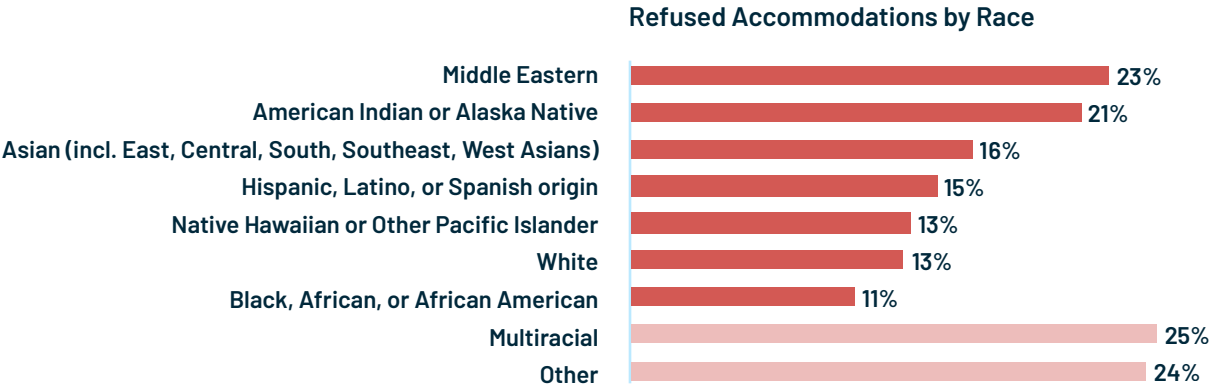 Refused Accommodations by Race
Middle Eastern 23%
American Indian or Alaska Native 21%
Asian (incl. East, Central, South, Southeast, West Asians) 16%
Hispanic, Latino, or Spanish origin 15%
Native Hawaiian or Other Pacific Islander 13%
White 13%
Black, African, or African American 11%
Multiracial 25%
Other 24%